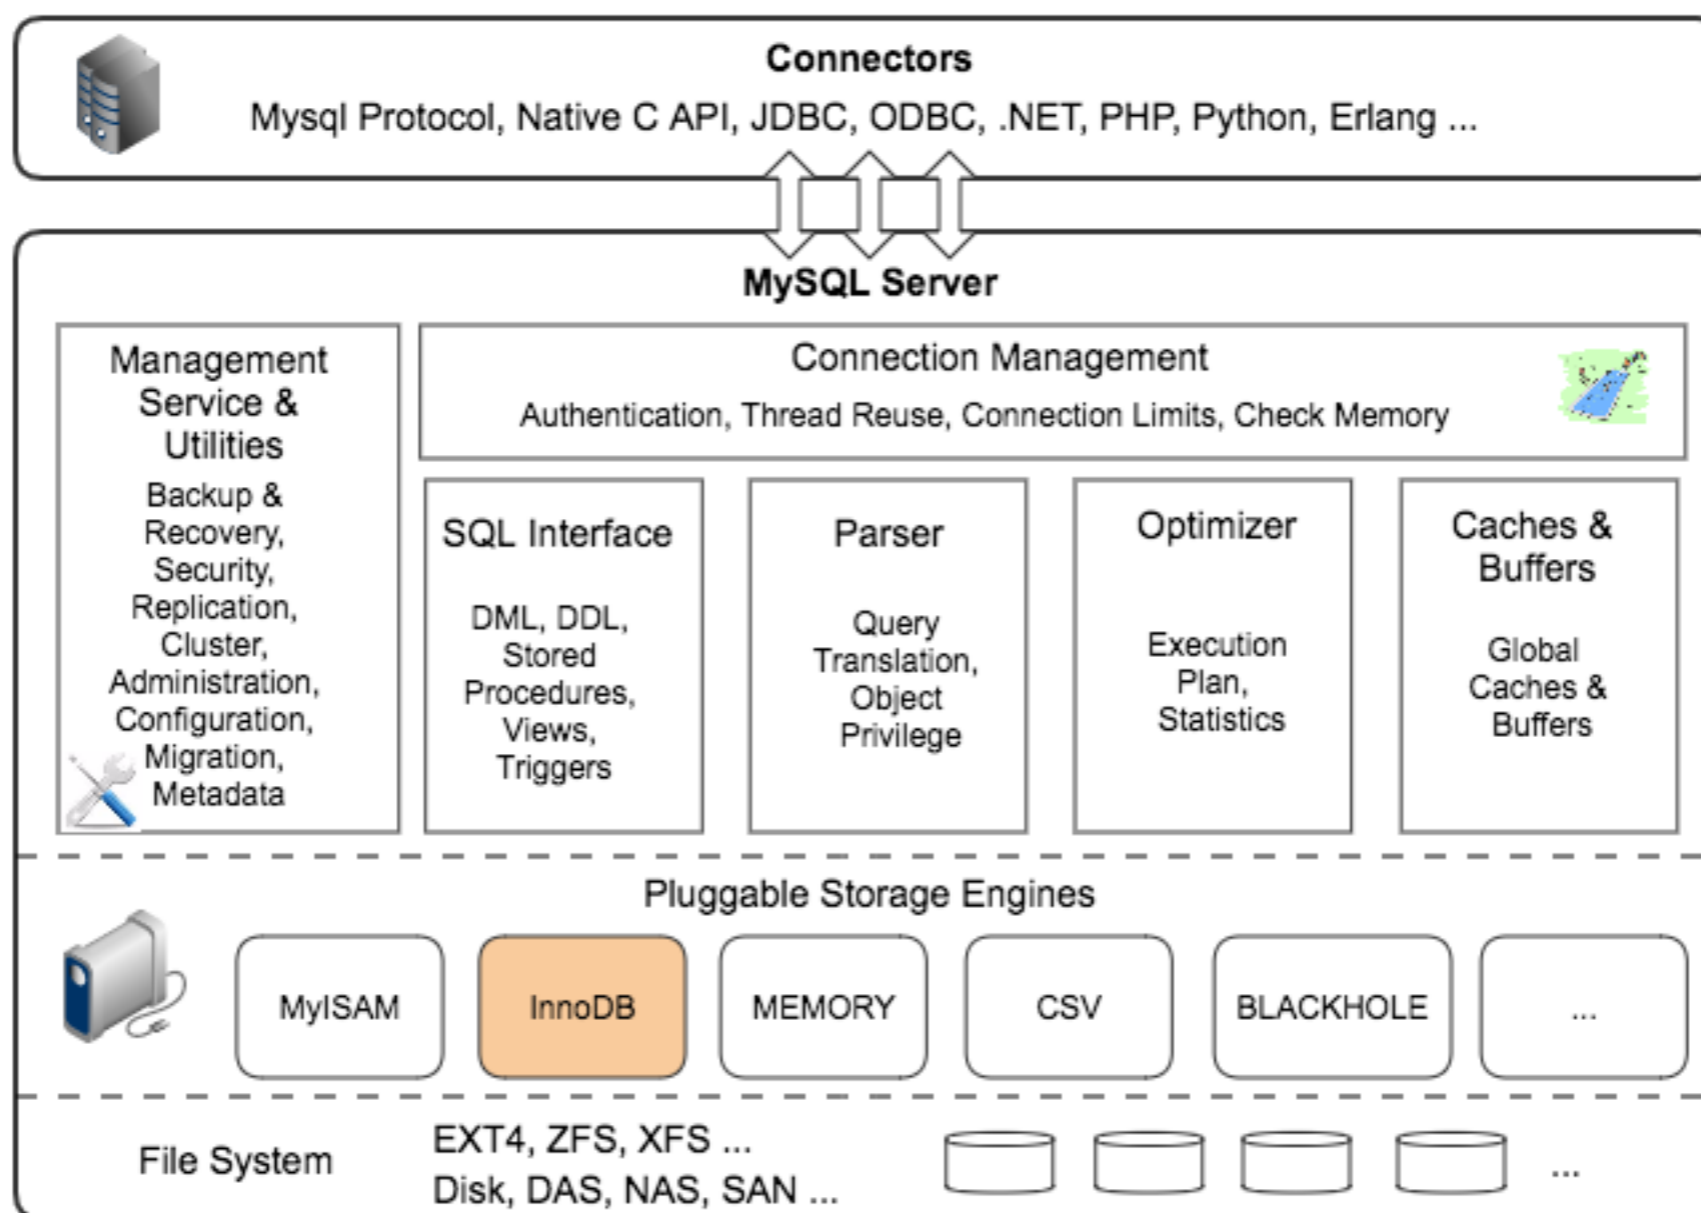 Connectors
Mysql Protocol, Native C API, JDBC, ODBC, .NET, PHP, Python, Erlang ...
MySQL Server
Management
Service &
Utilities
Backup &
Recovery,
Security,
Replication,
Cluster,
Administration,
Configuration,
Migration,
Metadata
Connection Management
Authentication, Thread Reuse, Connection Limits, Check Memory
SQL Interface
DML, DDL,
Stored
Procedures,
Views,
Triggers
Parser
Query
Translation,
Object
Privilege
Optimizer
Execution
Plan,
Statistics
Caches &
Buffers
Global
Caches &
Buffers
Pluggable Storage Engines
MyISAM
InnoDB
MEMORY
CSV
BLACKHOLE
...
File System
EXT4, ZFS, XFS ...
Disk, DAS, NAS, SAN ...
...